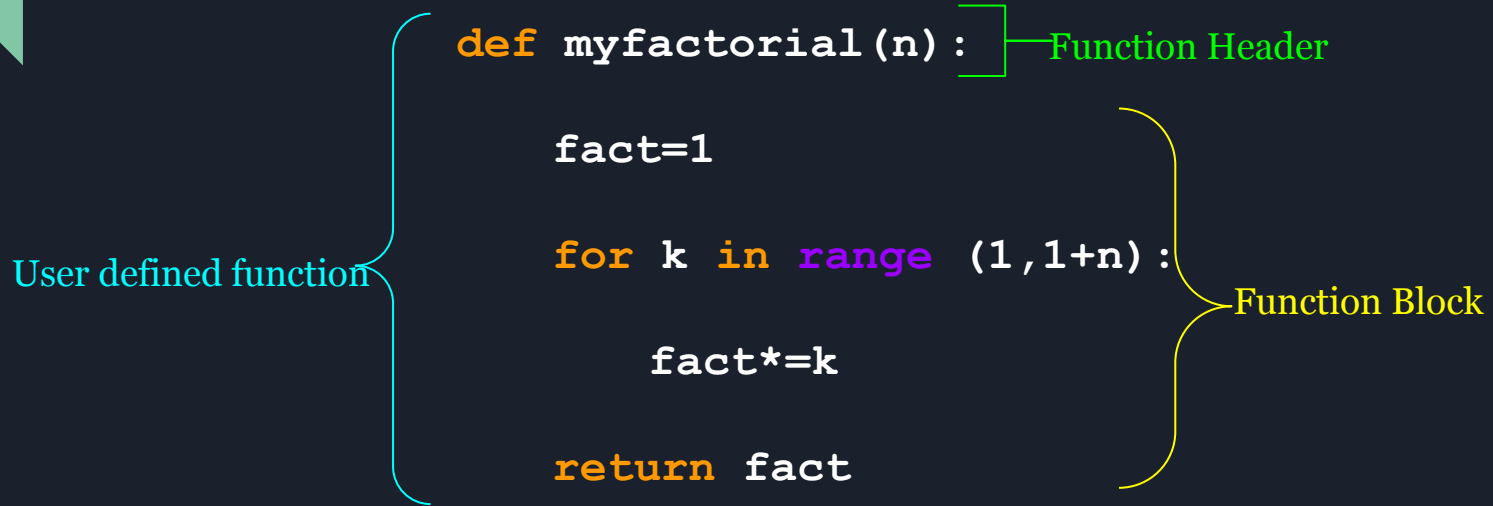 def myfactorial(n):
Function Header
fact=1
for k in range (1,1+n):
User defined function
Function Block
fact*=k
return fact